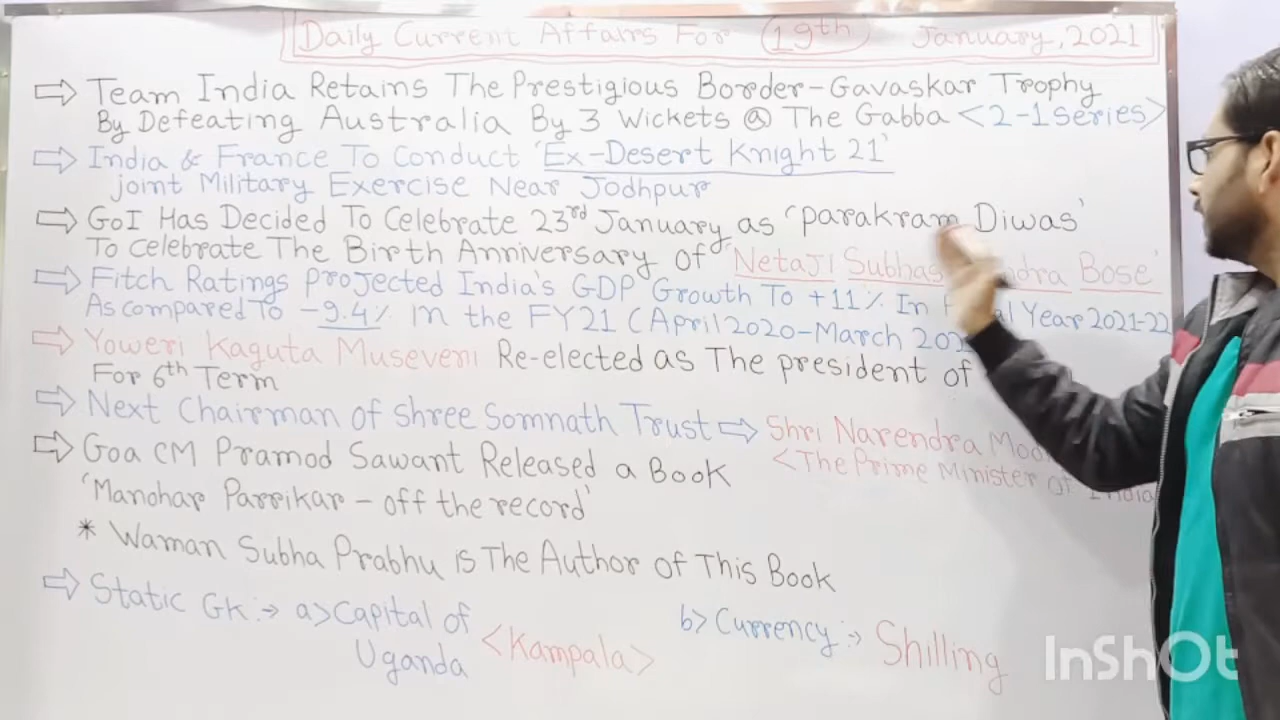 Daily Current Affairs For 19th January, 2021
⇨ Team India Retains The Prestigious Border-Gavaskar Trophy
By Defeating Australia By 3 Wickets @ The Gabba <2-1 Series>
⇨ India & France To Conduct 'Ex-Desert Knight 21'
joint Military Exercise Near Jodhpur
⇨ GoI Has Decided To Celebrate 23rd January as 'Parakram Diwas'
To Celebrate The Birth Anniversary of 'Netaji Subhas Bose'
⇨ Fitch Ratings Projected India's GDP Growth To +11% In Year 2021-22
As compared To -9.4% in the FY21 (April 2020-March
⇨ Yoweri Kaguta Museveni Re-elected as The president of
For 6th Term
⇨ Next Chairman of Shree Somnath Trust ⇨ Shri Narendra
<The Prime Minister of India
⇨ Goa CM Pramod Sawant Released a Book
'Manohar Parrikar - off the record'
* Waman Subha Prabhu is The Author of This Book
⇨ Static GK:→ a> Capital of Uganda <Kampala> b> Currency:→ Shilling
InShOt